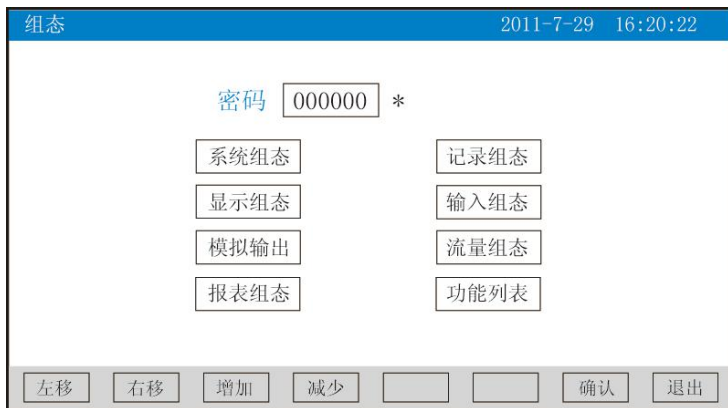 组态 2011-7-29 16:20:22
密码 000000 *
系统组态 记录组态
显示组态 输入组态
模拟输出 流量组态
报表组态 功能列表
左移 右移 增加 减少 确认 退出